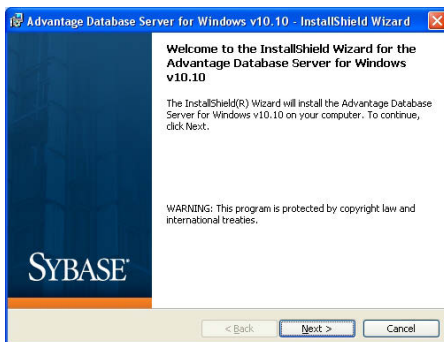 Advantage Database Server for Windows v10.10 - InstallShield Wizard
Welcome to the InstallShield Wizard for the
Advantage Database Server for Windows
v10.10
The InstallShield(R) Wizard will install the Advantage Database
Server for Windows v10.10 on your computer. To continue,
click Next.
WARNING: This program is protected by copyright law and
international treaties.
SYBASE®
< Back
Next >
Cancel